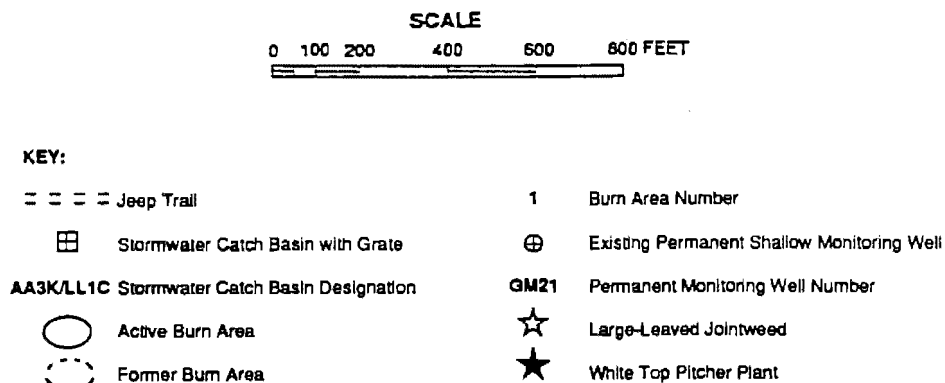 SCALE
0 100 200 400 600 800 FEET
KEY:
Jeep Trail
Stormwater Catch Basin with Grate
AA3K/LL1C Stormwater Catch Basin Designation
Active Burn Area
Former Burn Area
1 Burn Area Number
Existing Permanent Shallow Monitoring Well
GM21 Permanent Monitoring Well Number
Large-Leaved Jointweed
White Top Pitcher Plant